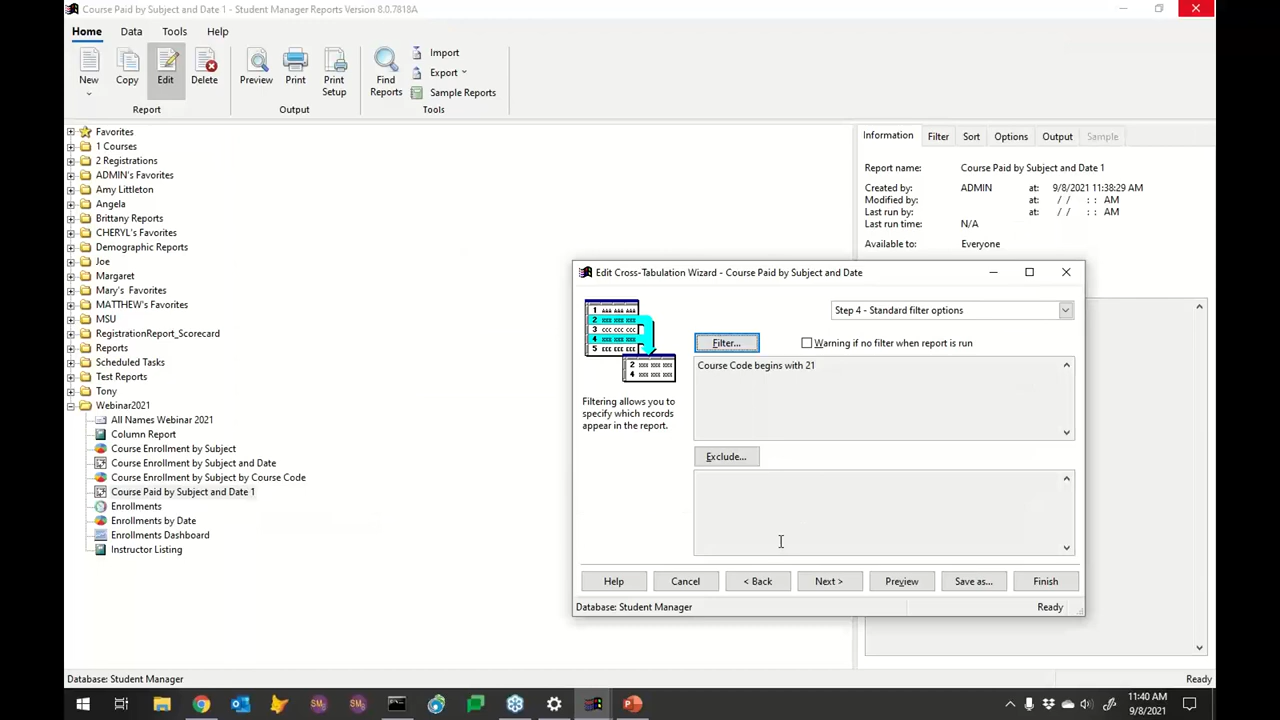 Course Paid by Subject and Date 1 - Student Manager Reports Version 8.0.7818A
Home Data Tools Help
New
Copy
Edit
Delete
Report
Preview
Print
Print Setup
Output
Find Reports
Import
Export
Sample Reports
Tools
Favorites
1 Courses
2 Registrations
ADMIN's Favorites
Amy Littleton
Angela
Brittany Reports
CHERYL's Favorites
Demographic Reports
Joe
Margaret
Mary's Favorites
MATTHEW's Favorites
MSU
RegistrationReport_Scorecard
Reports
Scheduled Tasks
Test Reports
Tony
Webinar2021
All Names Webinar 2021
Column Report
Course Enrollment by Subject
Course Enrollment by Subject and Date
Course Enrollment by Subject by Course Code
Course Paid by Subject and Date 1
Enrollments
Enrollments by Date
Enrollments Dashboard
Instructor Listing
Information Filter Sort Options Output Sample
Report name: Course Paid by Subject and Date 1
Created by: ADMIN at: 9/8/2021 11:38:29 AM
Modified by: at: / / : : AM
Last run by: at: / / : : AM
Last run time: N/A
Available to: Everyone
Edit Cross-Tabulation Wizard - Course Paid by Subject and Date
Step 4 - Standard filter options
Filter... Warning if no filter when report is run
Course Code begins with 21
Filtering allows you to
specify which records
appear in the report.
Exclude...
Help Cancel < Back Next > Preview Save as... Finish
Database: Student Manager Ready
Database: Student Manager Ready
11:40 AM
9/8/2021